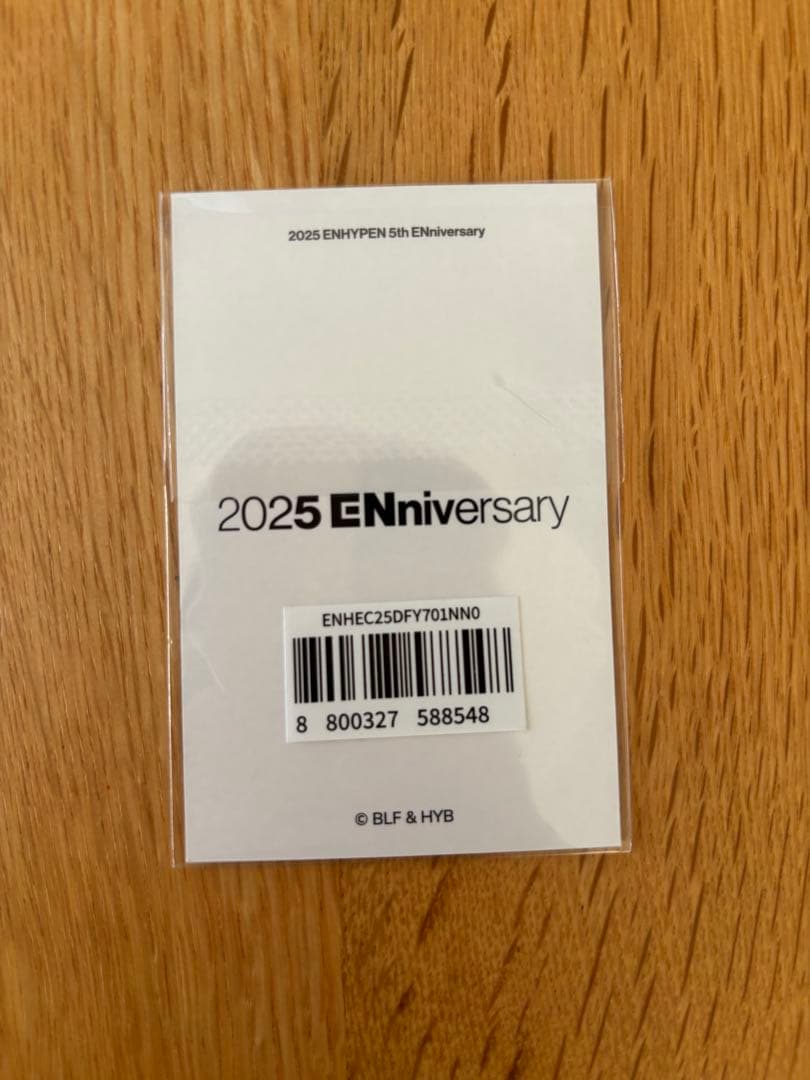 2025 ENHYPEN 5th ENniversary
2025 ENniversary
ENHEC25DFY701NN0
8 800327 588548
© BLF & HYB